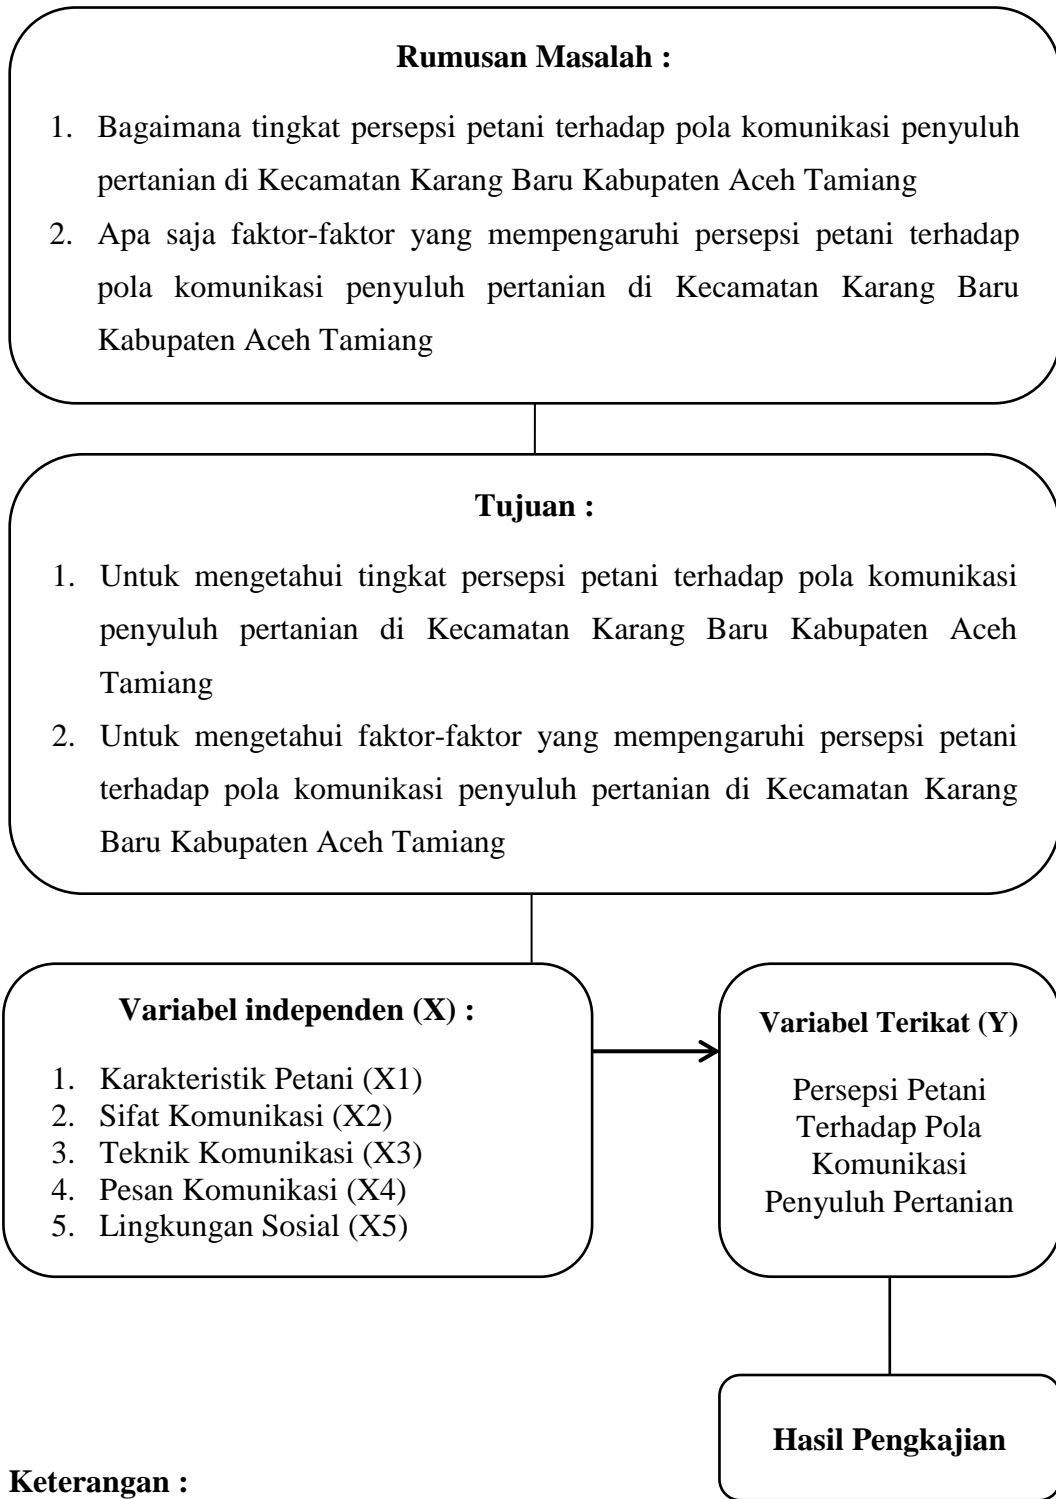 Rumusan Masalah :
1. Bagaimana tingkat persepsi petani terhadap pola komunikasi penyuluh
pertanian di Kecamatan Karang Baru Kabupaten Aceh Tamiang
2. Apa saja faktor-faktor yang mempengaruhi persepsi petani terhadap
pola komunikasi penyuluh pertanian di Kecamatan Karang Baru
Kabupaten Aceh Tamiang
Tujuan :
1. Untuk mengetahui tingkat persepsi petani terhadap pola komunikasi
penyuluh pertanian di Kecamatan Karang Baru Kabupaten Aceh
Tamiang
2. Untuk mengetahui faktor-faktor yang mempengaruhi persepsi petani
terhadap pola komunikasi penyuluh pertanian di Kecamatan Karang
Baru Kabupaten Aceh Tamiang
Variabel independen (X) :
1. Karakteristik Petani (X1)
2. Sifat Komunikasi (X2)
3. Teknik Komunikasi (X3)
4. Pesan Komunikasi (X4)
5. Lingkungan Sosial (X5)
Variabel Terikat (Y)
Persepsi Petani
Terhadap Pola
Komunikasi
Penyuluh Pertanian
Hasil Pengkajian
Keterangan :